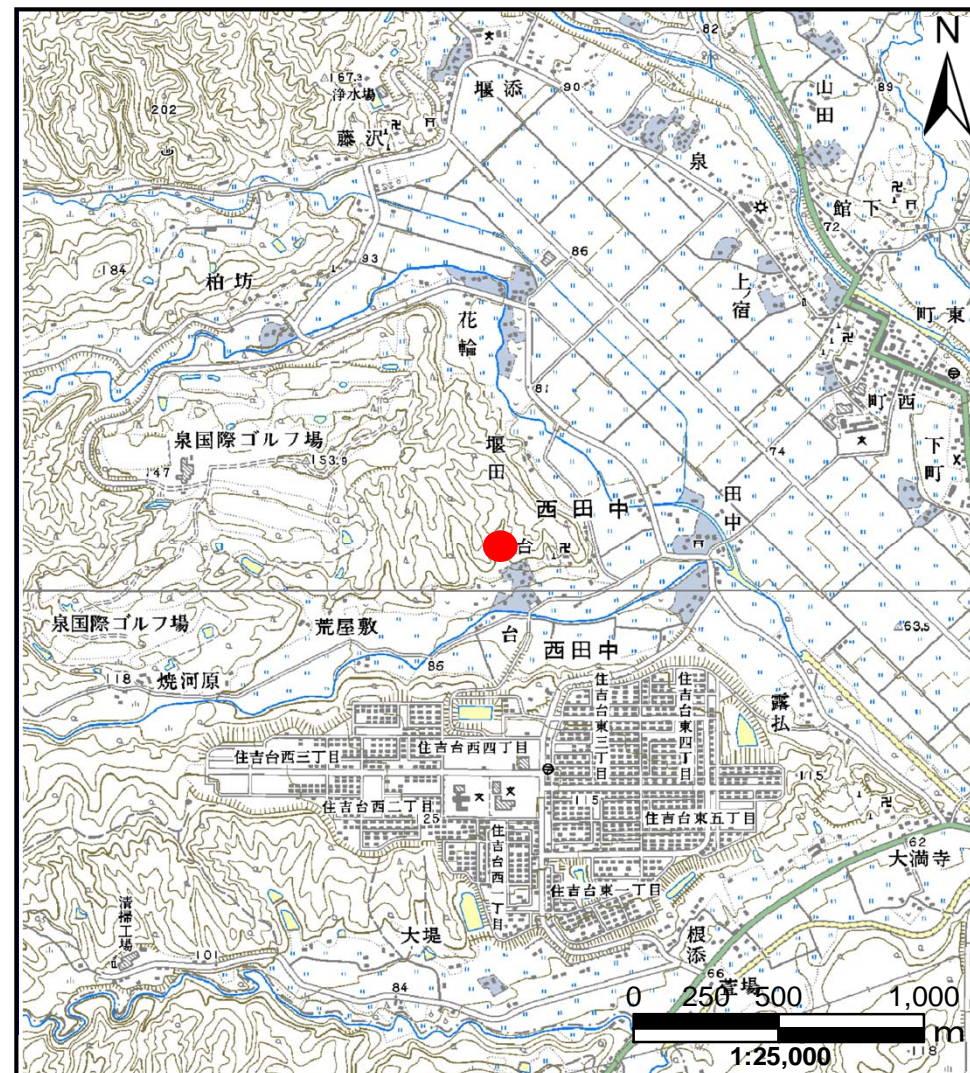 N
82
167.3
浄水場
堰添
90
山田
89
202
藤沢
泉
館下
72
184
柏坊
93
86
上ノ宿
町東
花輪
81
西町
泉国際ゴルフ場
147
153.9
堰田
74
下町
西田中
田中
台
泉国際ゴルフ場
荒屋敷
台
西田中
63.5
118
焼河原
86
露払
住吉台東三丁目
住吉台東四丁目
住吉台西三丁目
住吉台西四丁目
115
115
住吉台西二丁目
125
住吉台東五丁目
住吉台西一丁目
住吉台東一丁目
62
大満寺
清掃工場
大堤
101
84
根添
66
0 250 500 1,000
m
1:25,000
118